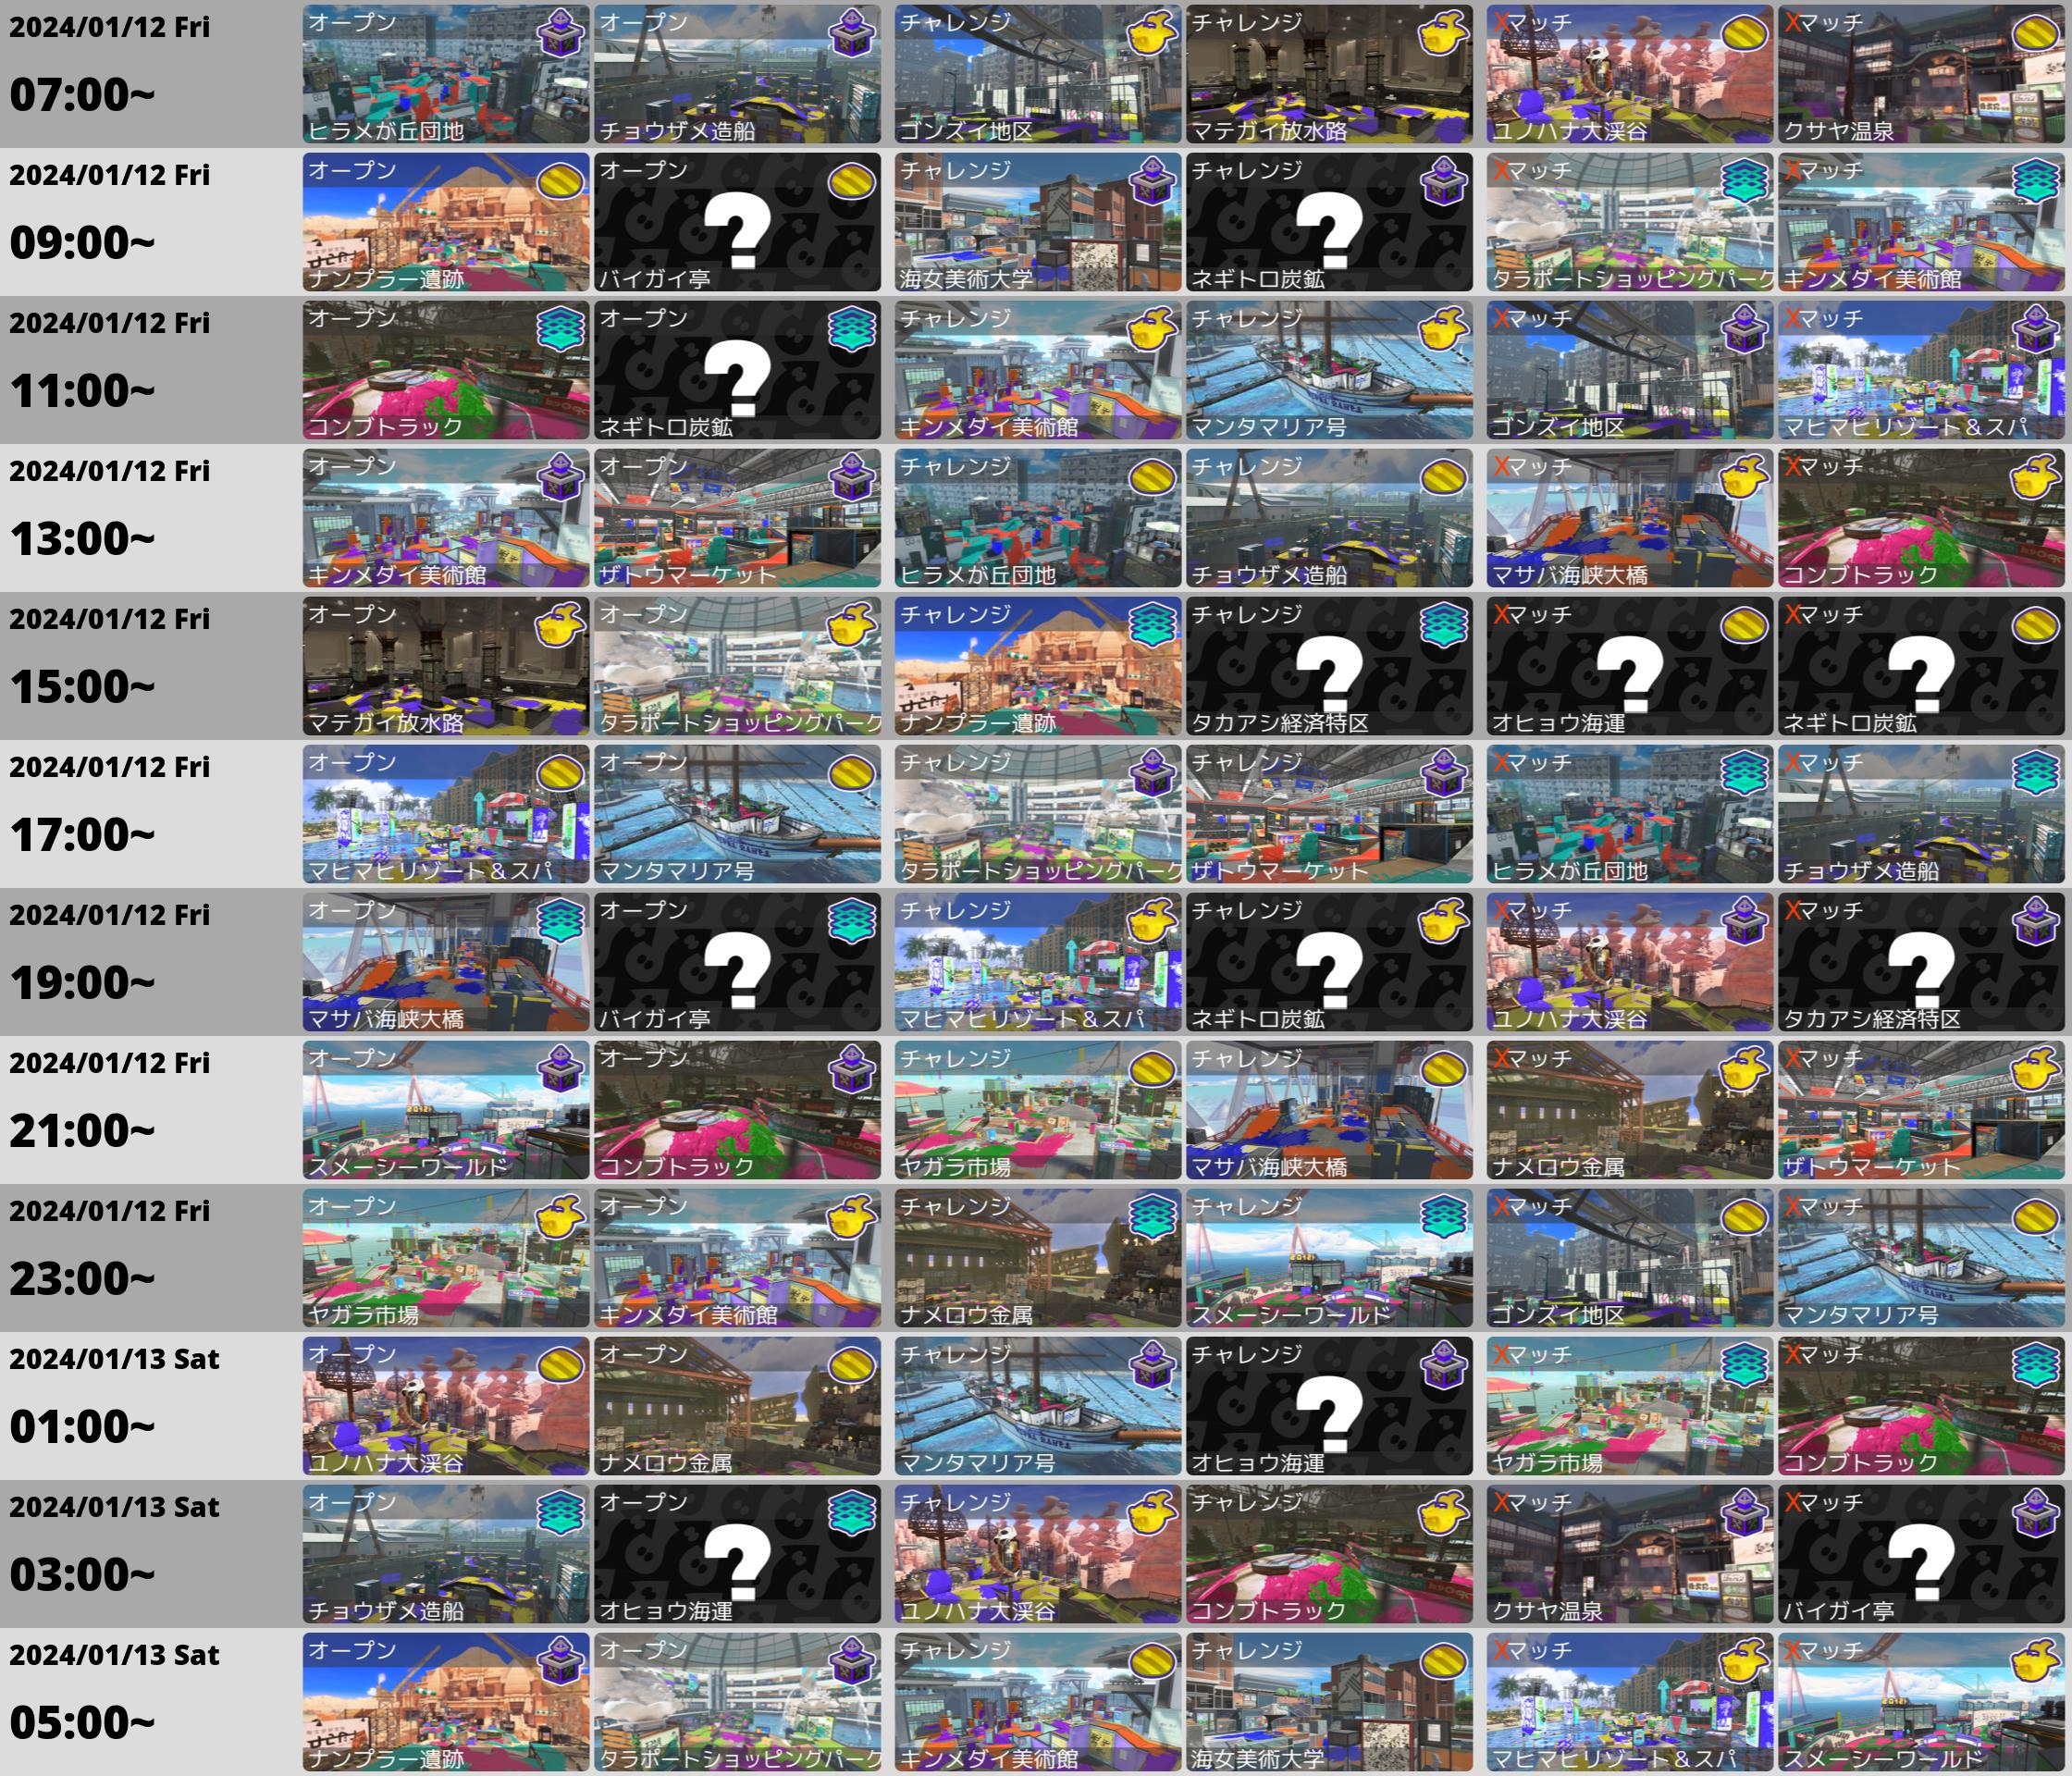 2024/01/12 Fri
07:00~
オープン オープン チャレンジ チャレンジ Xマッチ Xマッチ
ヒラメが丘団地 チョウザメ造船 ゴンズイ地区 マテガイ放水路 ユノハナ大渓谷 クサヤ温泉
2024/01/12 Fri
09:00~
オープン オープン チャレンジ チャレンジ Xマッチ Xマッチ
ナンプラー遺跡 バイガイ亭 海女美術大学 ネギトロ炭鉱 タラポートショッピングパーク キンメダイ美術館
2024/01/12 Fri
11:00~
オープン オープン チャレンジ チャレンジ Xマッチ Xマッチ
コンブトラック ネギトロ炭鉱 キンメダイ美術館 マンタマリア号 ゴンズイ地区 マヒマヒリゾート＆スパ
2024/01/12 Fri
13:00~
オープン オープン チャレンジ チャレンジ Xマッチ Xマッチ
キンメダイ美術館 ザトウマーケット ヒラメが丘団地 チョウザメ造船 マサバ海峡大橋 コンブトラック
2024/01/12 Fri
15:00~
オープン オープン チャレンジ チャレンジ Xマッチ Xマッチ
マテガイ放水路 タラポートショッピングパーク ナンプラー遺跡 タカアシ経済特区 オヒョウ海運 ネギトロ炭鉱
2024/01/12 Fri
17:00~
オープン オープン チャレンジ チャレンジ Xマッチ Xマッチ
マヒマヒリゾート＆スパ マンタマリア号 タラポートショッピングパーク ザトウマーケット ヒラメが丘団地 チョウザメ造船
2024/01/12 Fri
19:00~
オープン オープン チャレンジ チャレンジ Xマッチ Xマッチ
マサバ海峡大橋 バイガイ亭 マヒマヒリゾート＆スパ ネギトロ炭鉱 ユノハナ大渓谷 タカアシ経済特区
2024/01/12 Fri
21:00~
オープン オープン チャレンジ チャレンジ Xマッチ Xマッチ
スメーシーワールド コンブトラック ヤガラ市場 マサバ海峡大橋 ナメロウ金属 ザトウマーケット
2024/01/12 Fri
23:00~
オープン オープン チャレンジ チャレンジ Xマッチ Xマッチ
ヤガラ市場 キンメダイ美術館 ナメロウ金属 スメーシーワールド ゴンズイ地区 マンタマリア号
2024/01/13 Sat
01:00~
オープン オープン チャレンジ チャレンジ Xマッチ Xマッチ
ユノハナ大渓谷 ナメロウ金属 マンタマリア号 オヒョウ海運 ヤガラ市場 コンブトラック
2024/01/13 Sat
03:00~
オープン オープン チャレンジ チャレンジ Xマッチ Xマッチ
チョウザメ造船 オヒョウ海運 ユノハナ大渓谷 コンブトラック クサヤ温泉 バイガイ亭
2024/01/13 Sat
05:00~
オープン オープン チャレンジ チャレンジ Xマッチ Xマッチ
ナンプラー遺跡 タラポートショッピングパーク キンメダイ美術館 海女美術大学 マヒマヒリゾート＆スパ スメーシーワールド